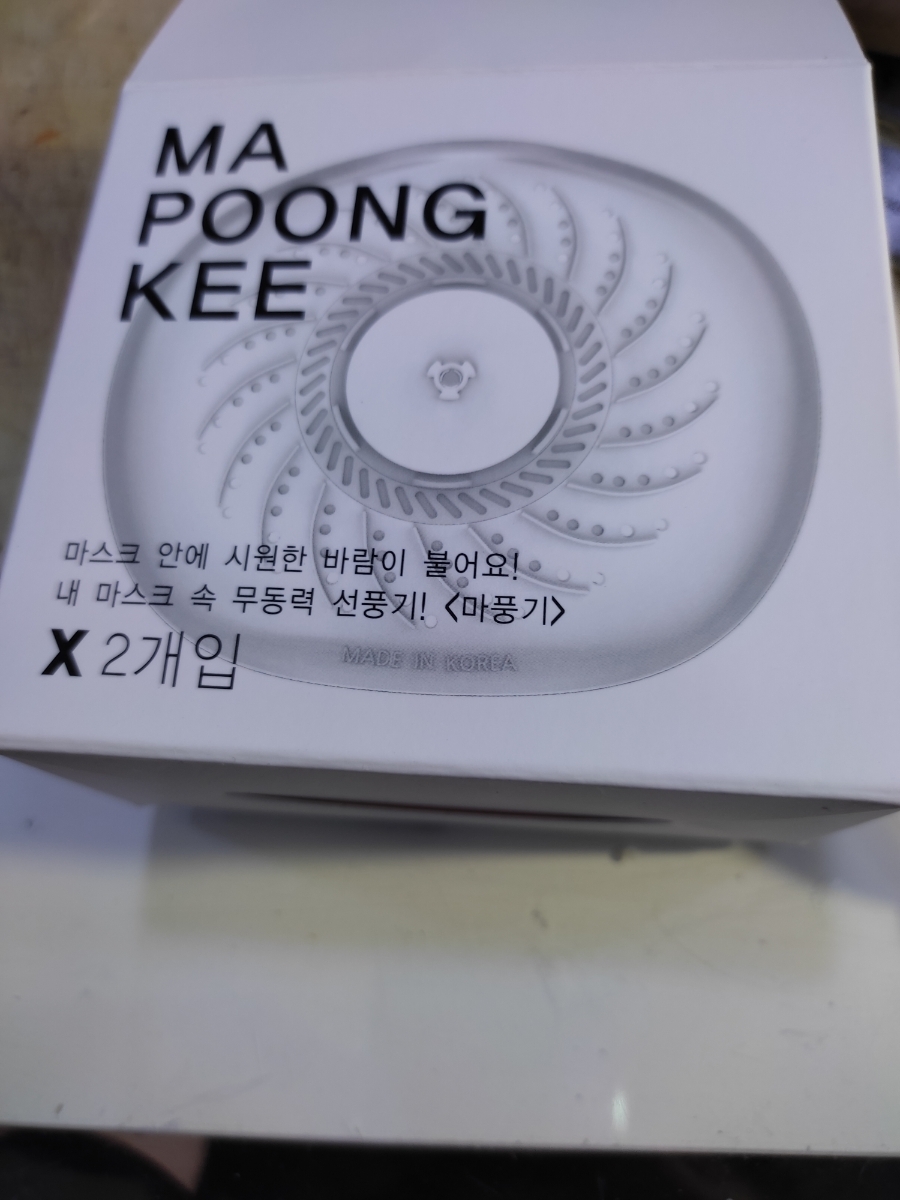 MA
POONG
KEE
마스크 안에 시원한 바람이 불어요!
내 마스크 속 무동력 선풍기! <마풍기>
X 2개입
MADE IN KOREA